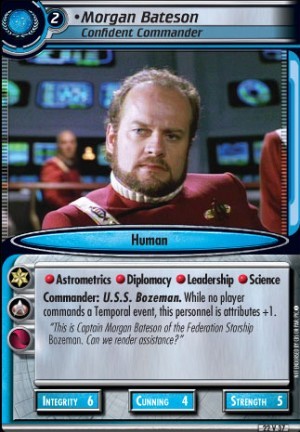 2 •Morgan Bateson
Confident Commander
Human
Astrometrics Diplomacy Leadership Science
Commander: U.S.S. Bozeman. While no player
commands a Temporal event, this personnel is attributes +1.
"This is Captain Morgan Bateson of the Federation Starship
Bozeman. Can we render assistance?"
INTEGRITY 6 CUNNING 4 STRENGTH 5